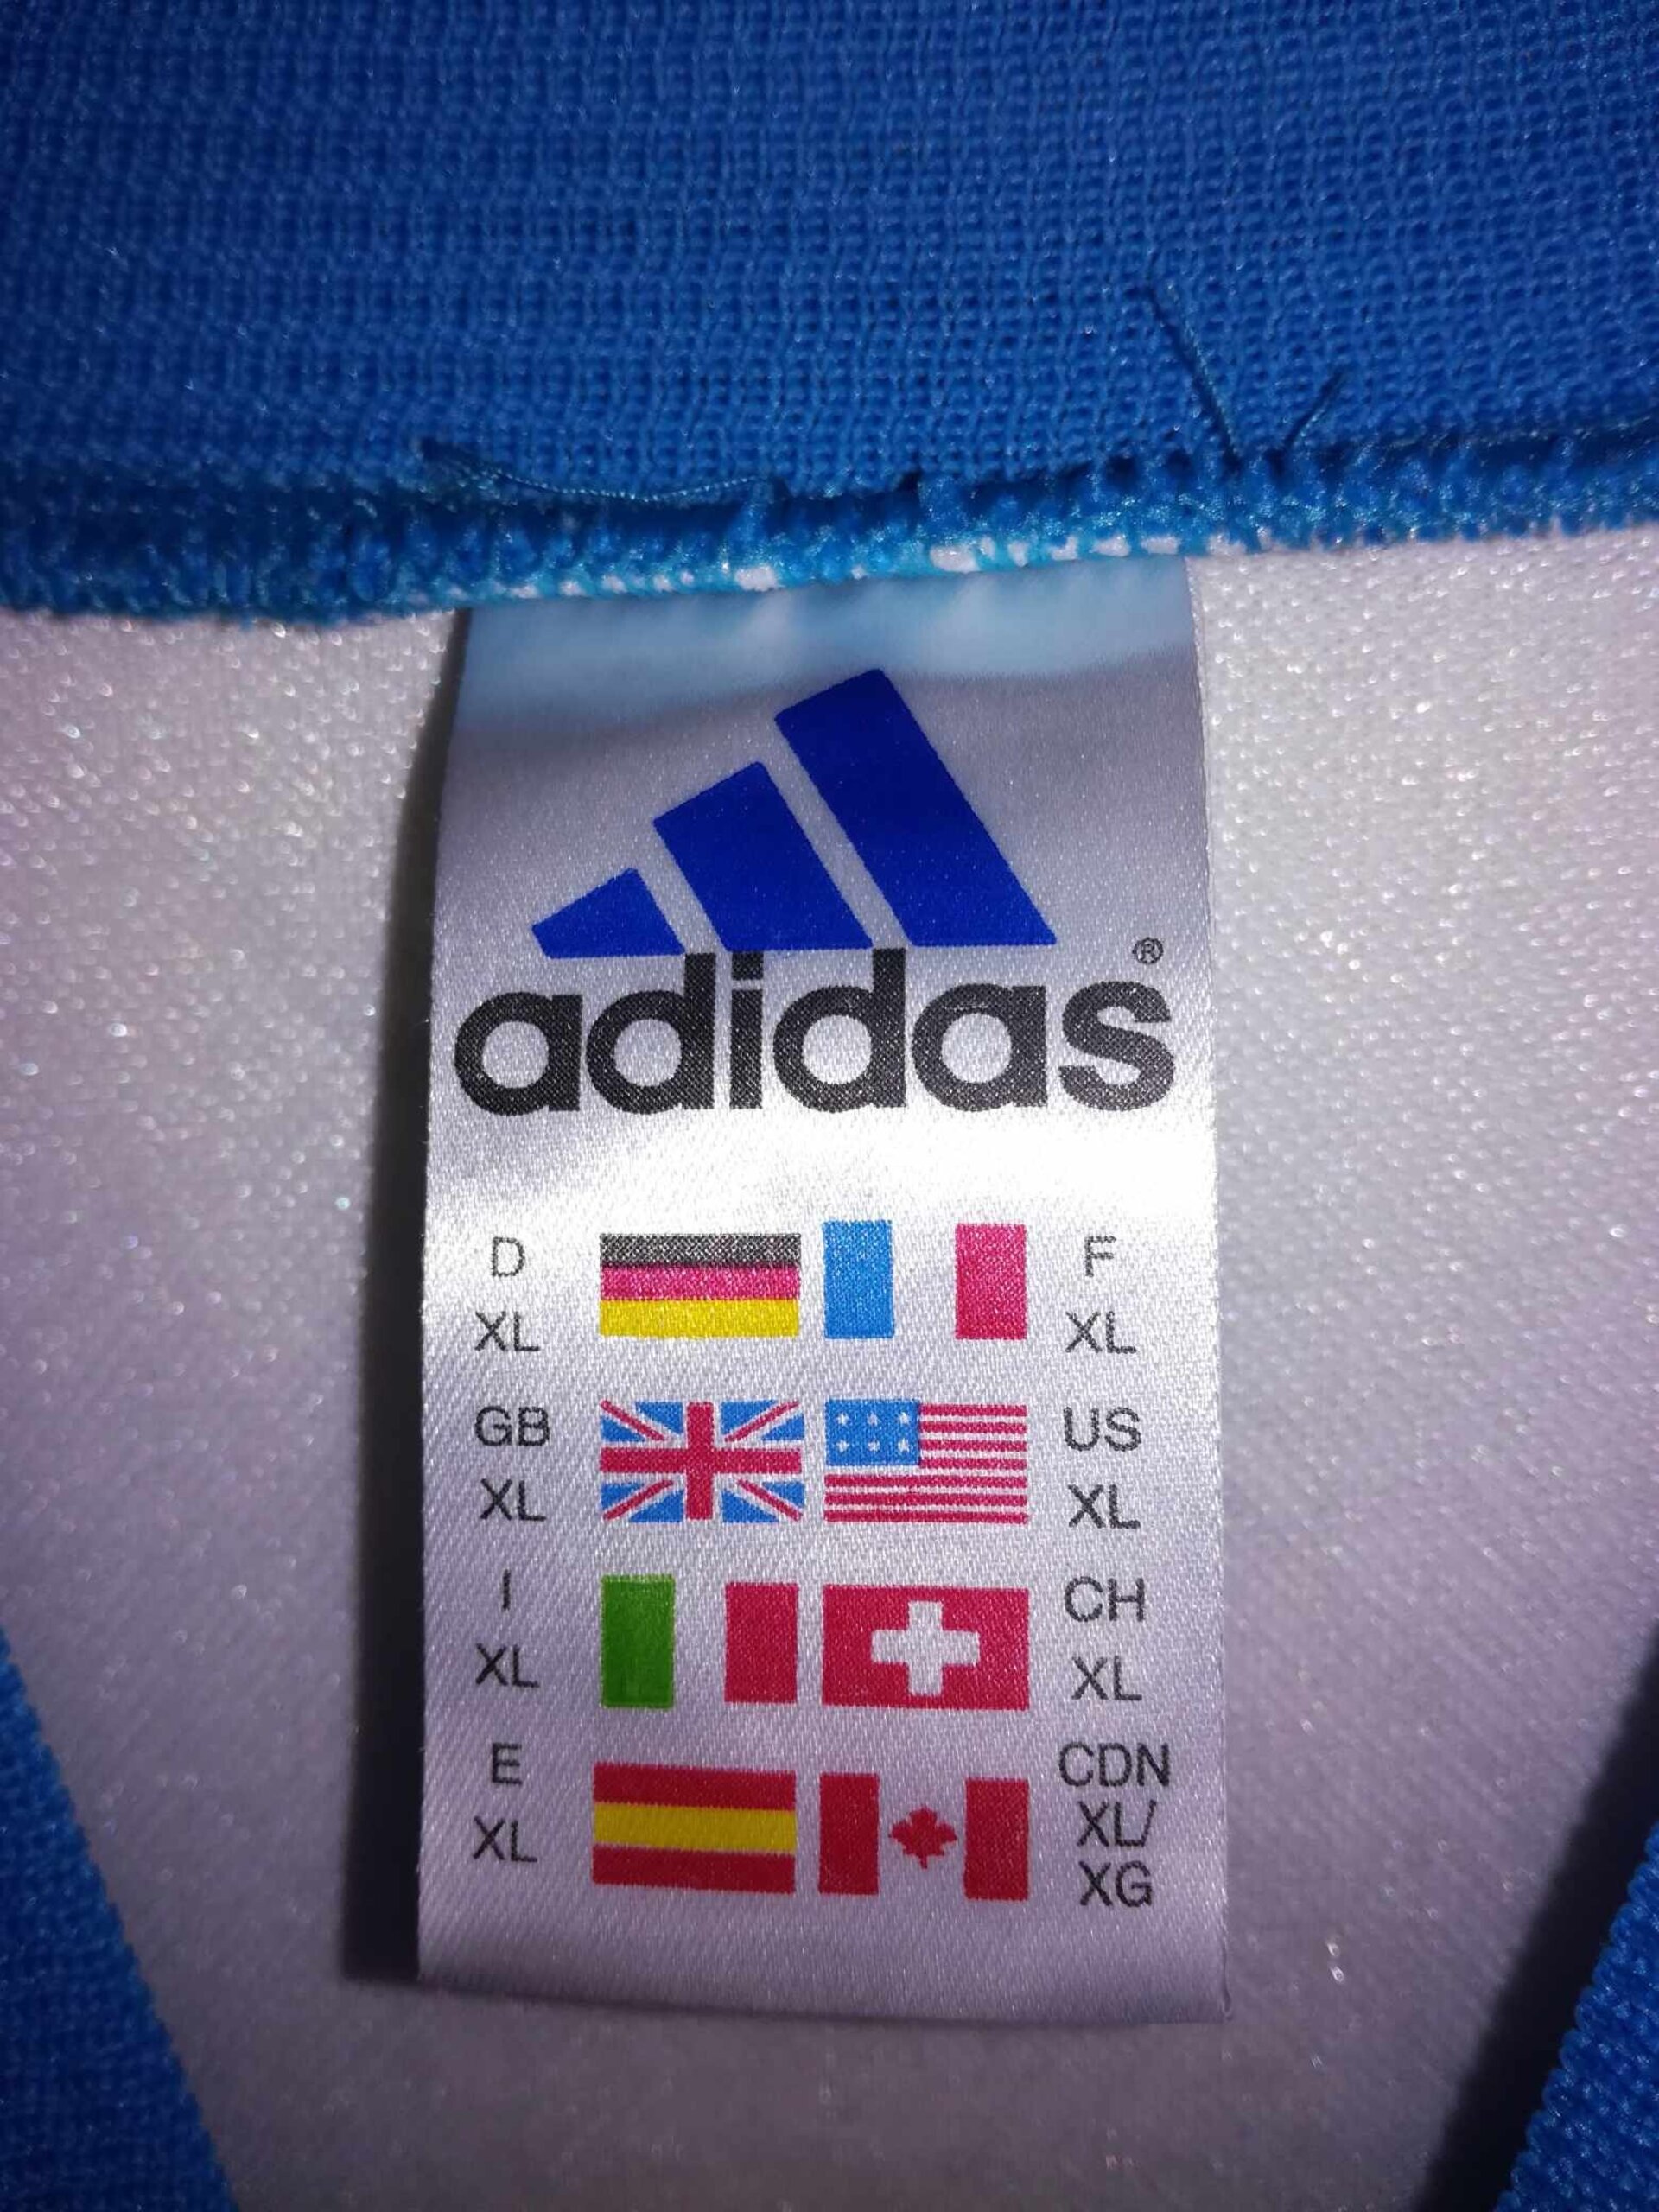 adidas®
D F
XL XL
GB US
XL XL
I CH
XL XL
E CDN
XL XL/
XG